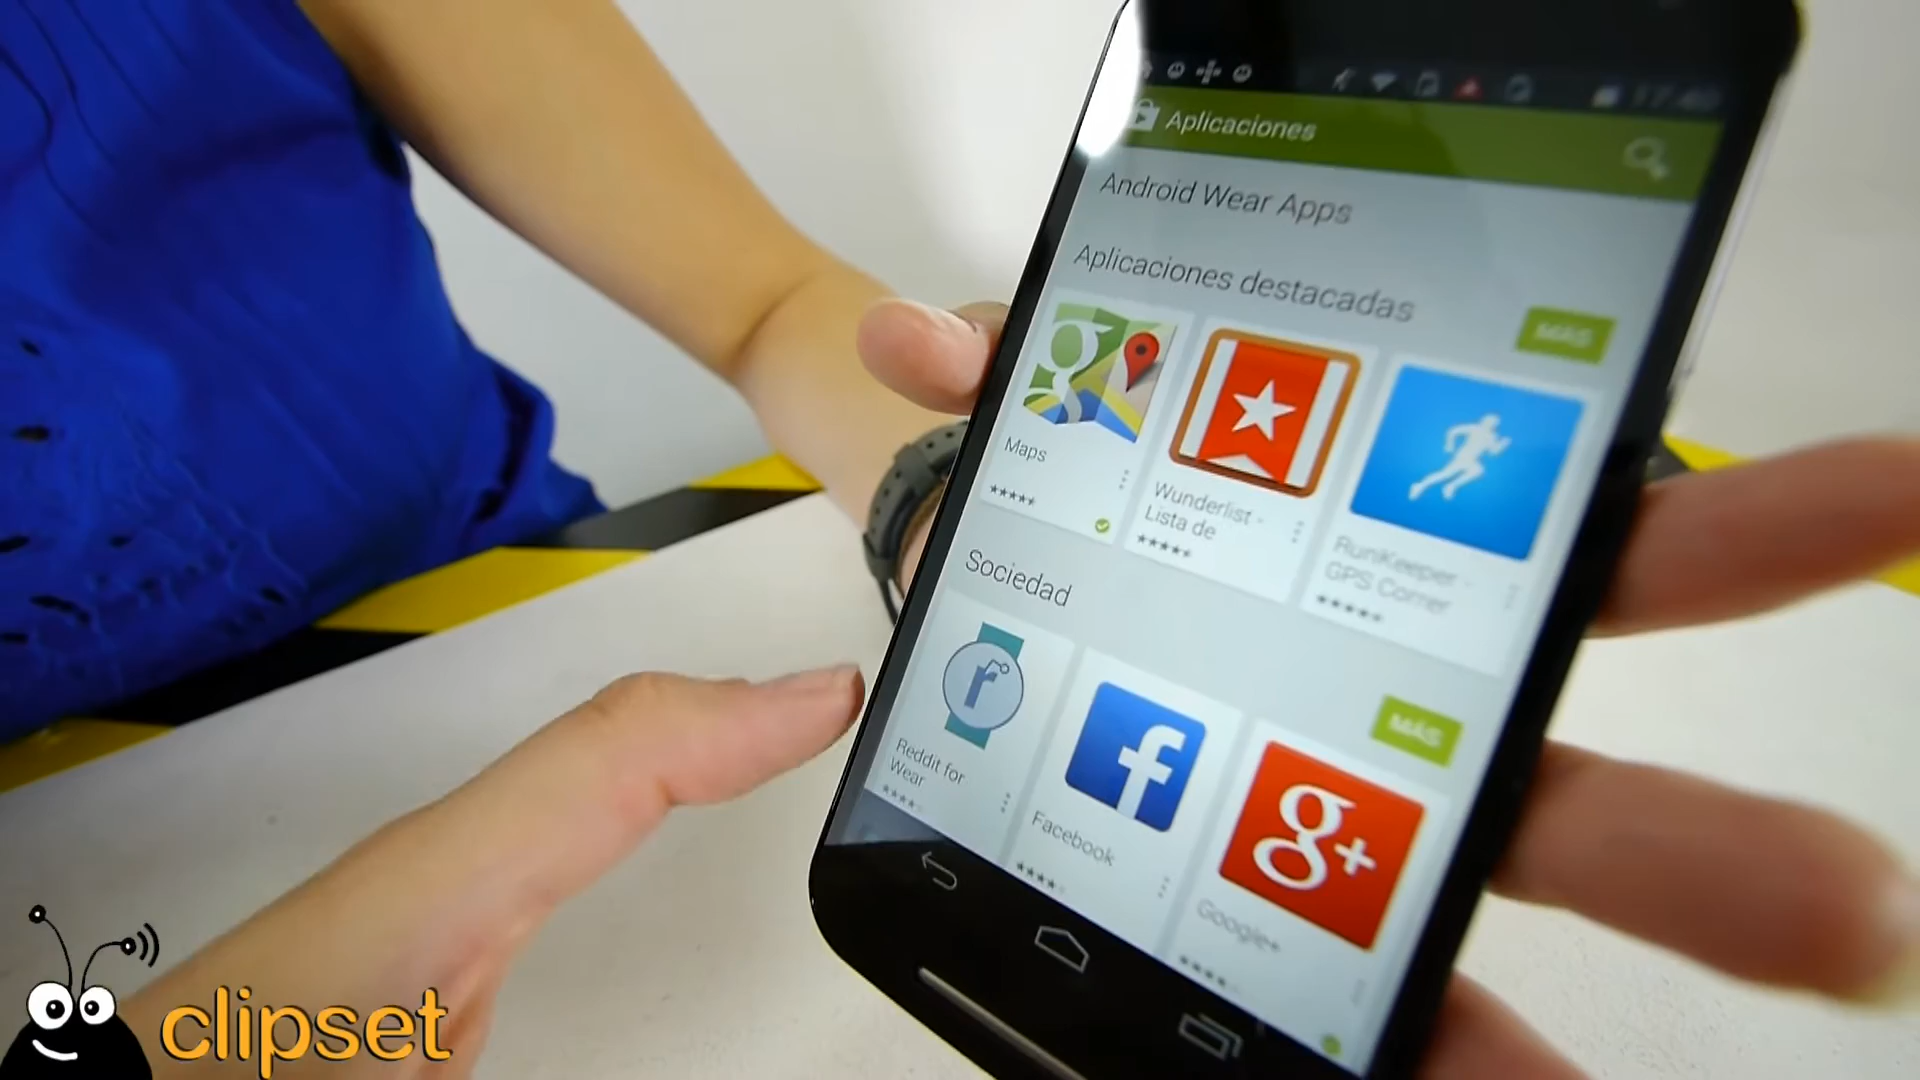 Aplicaciones
Android Wear Apps
Aplicaciones destacadas
MÁS
Maps
Wunderlist -
Lista de
RunKeeper -
GPS Correr
Sociedad
MÁS
Reddit for
Wear
Facebook
Google+
clipset